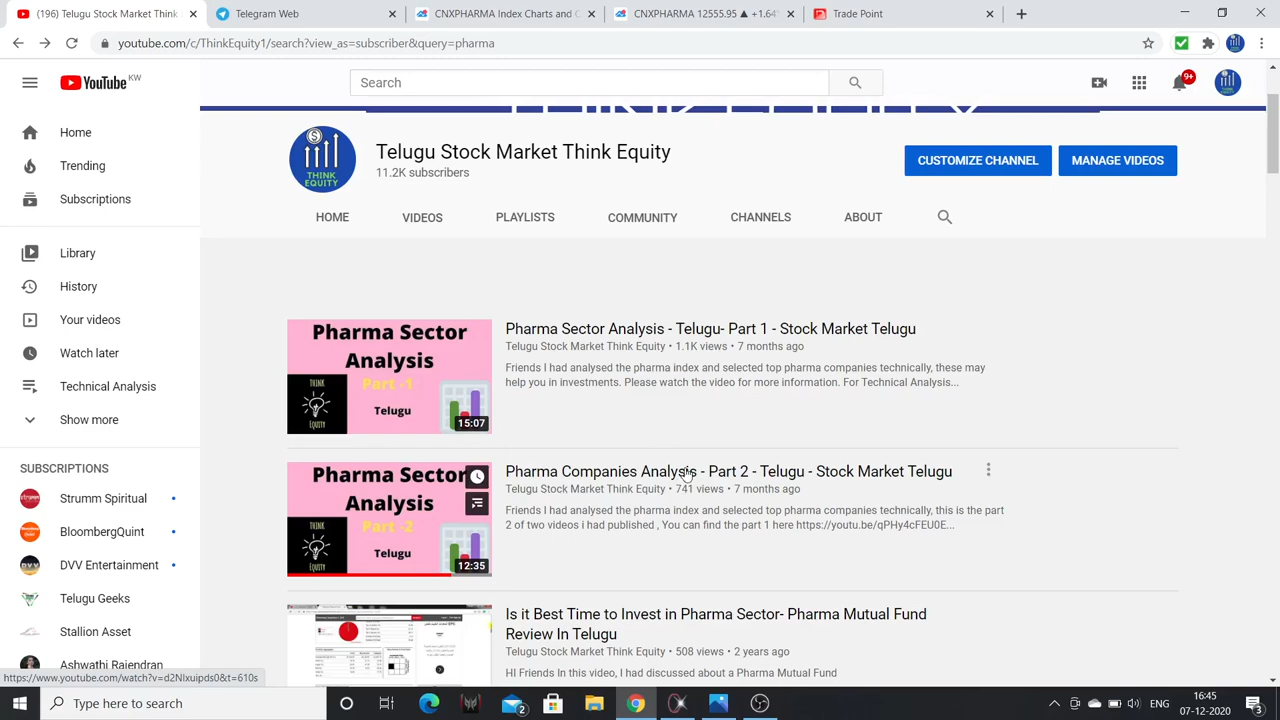 (196) Telugu Stock Market Think
Telegram Web
CNXPHARMA Index Charts and C
CNXPHARMA 12555.95 ▲ +1.64
Trade Point
youtube.com/c/ThinkEquity1/search?view_as=subscriber&query=pharma
YouTube KW
Search
9+
Home
Trending
Subscriptions
Library
History
Your videos
Watch later
Technical Analysis
Show more
SUBSCRIPTIONS
Strumm Spiritual
BloombergQuint
DVV Entertainment
Telugu Geeks
Stallion Asset
Ashwath Rajendran
THINK
EQUITY
Telugu Stock Market Think Equity
11.2K subscribers
CUSTOMIZE CHANNEL
MANAGE VIDEOS
HOME
VIDEOS
PLAYLISTS
COMMUNITY
CHANNELS
ABOUT
Pharma Sector
Analysis
Part -1
THINK
EQUITY
Telugu
15:07
Pharma Sector Analysis - Telugu- Part 1 - Stock Market Telugu
Telugu Stock Market Think Equity • 1.1K views • 7 months ago
Friends I had analysed the pharma index and selected top pharma companies technically, these may
help you in investments. Please watch the video for more information. For Technical Analysis...
Pharma Sector
Analysis
Part -2
THINK
EQUITY
Telugu
12:35
Pharma Companies Analysis - Part 2 - Telugu - Stock Market Telugu
Telugu Stock Market Think Equity • 741 views • 7 months ago
Friends I had analysed the pharma index and selected pharma companies technically, this is the part
2 of two videos i had published , You can find the part 1 here https://youtu.be/qPHy4cFEU0E...
Is it Best Time to Invest in Pharma Sector- Pharma Mutual Fund
Review in Telugu
Telugu Stock Market Think Equity • 508 views • 2 years ago
HI Friends In this video, I had discussed about a Pharma Mutual Fund
https://www.youtube.com/watch?v=d2NIxuipds0&t=610s
Type here to search
2
ENG
16:45
07-12-2020
3